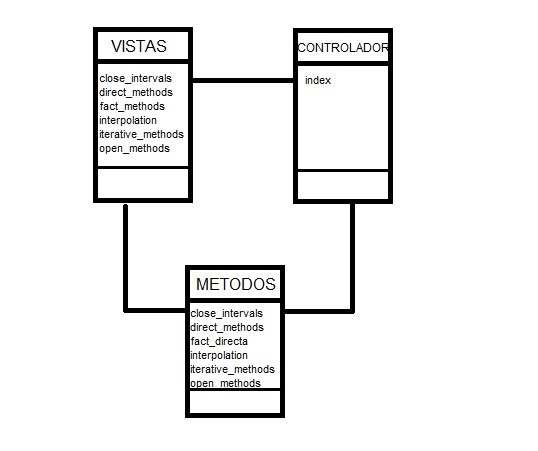 VISTAS
close_intervals
direct_methods
fact_methods
interpolation
iterative_methods
open_methods
CONTROLADOR
index
METODOS
close_intervals
direct_methods
fact_directa
interpolation
iterative_methods
open_methods